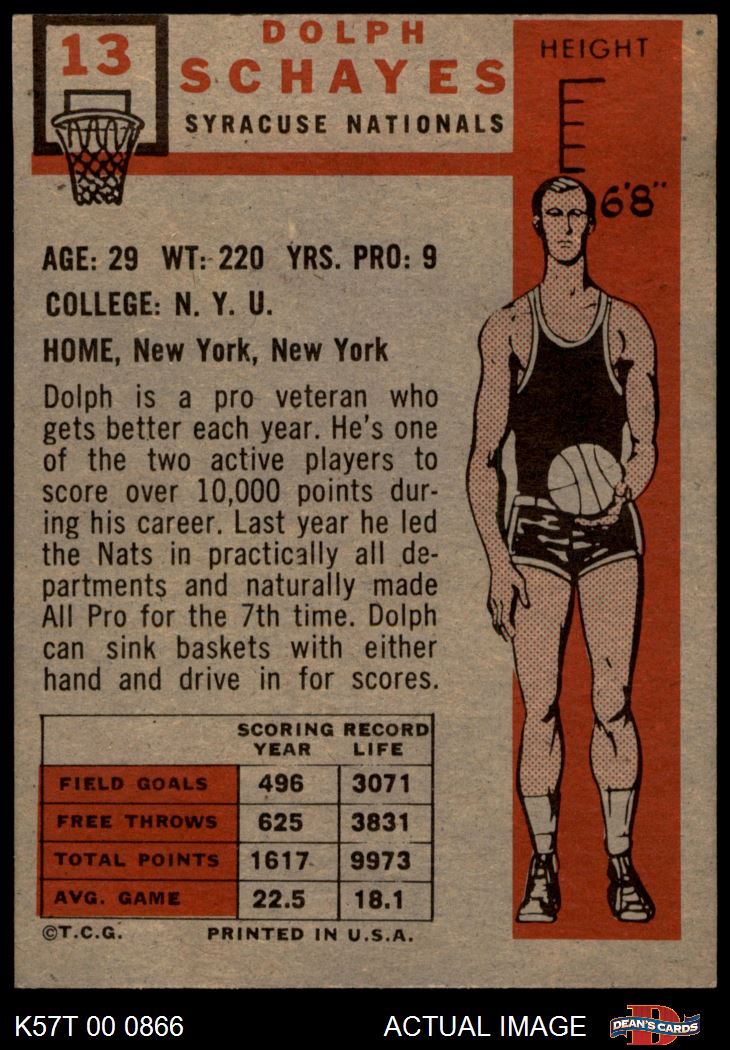 13
DOLPH
SCHAYES
SYRACUSE NATIONALS
HEIGHT
6'8"
AGE: 29 WT: 220 YRS. PRO: 9
COLLEGE: N. Y. U.
HOME, New York, New York
Dolph is a pro veteran who
gets better each year. He's one
of the two active players to
score over 10,000 points dur-
ing his career. Last year he led
the Nats in practically all de-
partments and naturally made
All Pro for the 7th time. Dolph
can sink baskets with either
hand and drive in for scores.
SCORING RECORD
YEAR LIFE
FIELD GOALS 496 3071
FREE THROWS 625 3831
TOTAL POINTS 1617 9973
AVG. GAME 22.5 18.1
©T.C.G. PRINTED IN U.S.A.
K57T 00 0866 ACTUAL IMAGE DEAN'S CARDS